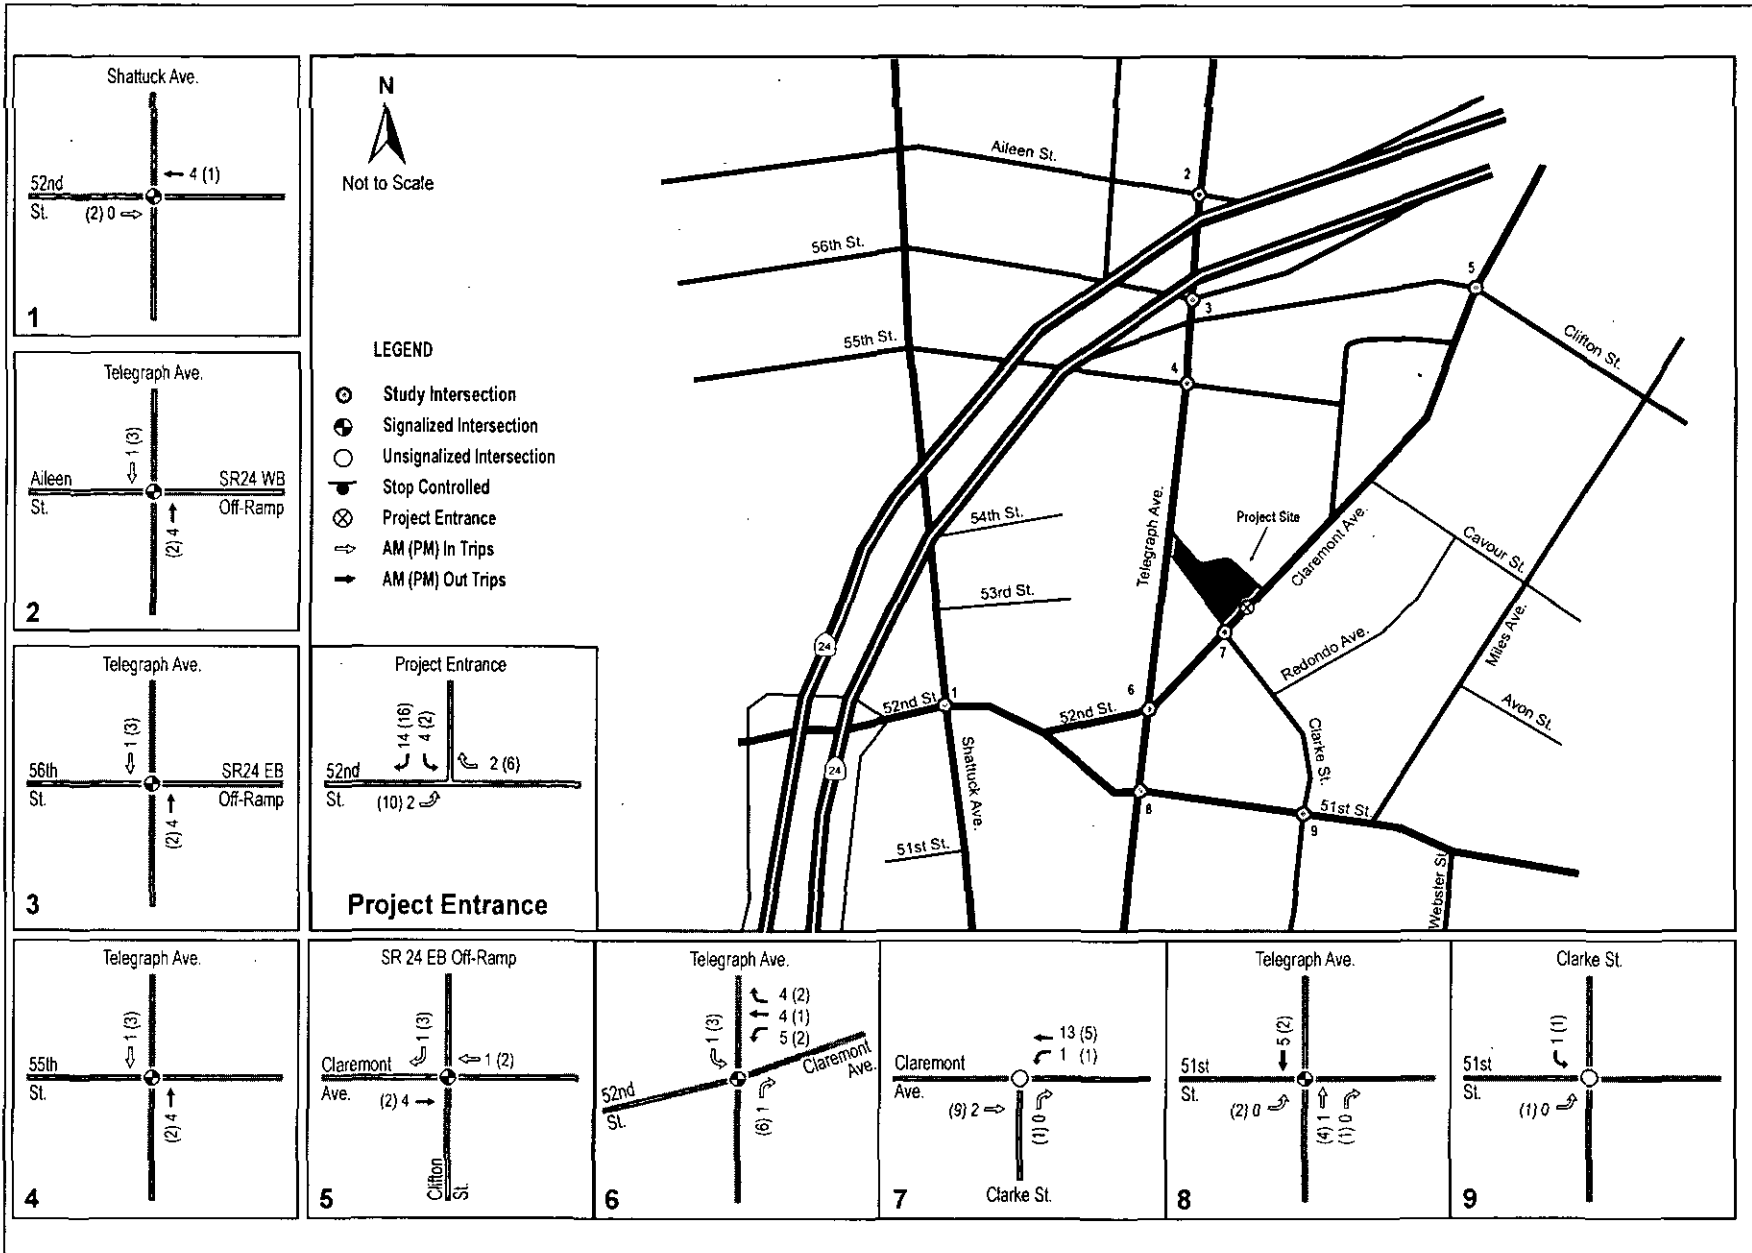 Shattuck Ave.
4 (1)
52nd
St.
(2) 0
1
Telegraph Ave.
1 (3)
Aileen
St.
SR24 WB
Off-Ramp
(2) 4
2
Telegraph Ave.
1 (3)
56th
St.
SR24 EB
Off-Ramp
(2) 4
3
Telegraph Ave.
1 (3)
55th
St.
(2) 4
4
N
Not to Scale
LEGEND
Study Intersection
Signalized Intersection
Unsignalized Intersection
Stop Controlled
Project Entrance
AM (PM) In Trips
AM (PM) Out Trips
Project Entrance
14 (16)
4 (2)
2 (6)
52nd
St.
(10) 2
Project Entrance
Aileen St.
2
56th St.
3
5
55th St.
4
Clifton St.
54th St.
53rd St.
Telegraph Ave.
Project Site
Claremont Ave.
Cavour St.
Redondo Ave.
Miles Ave.
Avon St.
24
24
52nd St.
1
52nd St.
6
7
Shattuck Ave.
Clarke St.
51st St.
8
9
51st St.
Webster St.
SR 24 EB Off-Ramp
1 (3)
1 (2)
Claremont
Ave.
(2) 4
Clifton
St.
5
Telegraph Ave.
4 (2)
4 (1)
5 (2)
1 (3)
52nd
St.
Claremont
Ave.
(6) 1
6
13 (5)
1 (1)
Claremont
Ave.
(9) 2
(1) 0
Clarke St.
7
Telegraph Ave.
5 (2)
51st
St.
(2) 0
(4) 1
(1) 0
8
Clarke St.
1 (1)
51st
St.
(1) 0
9